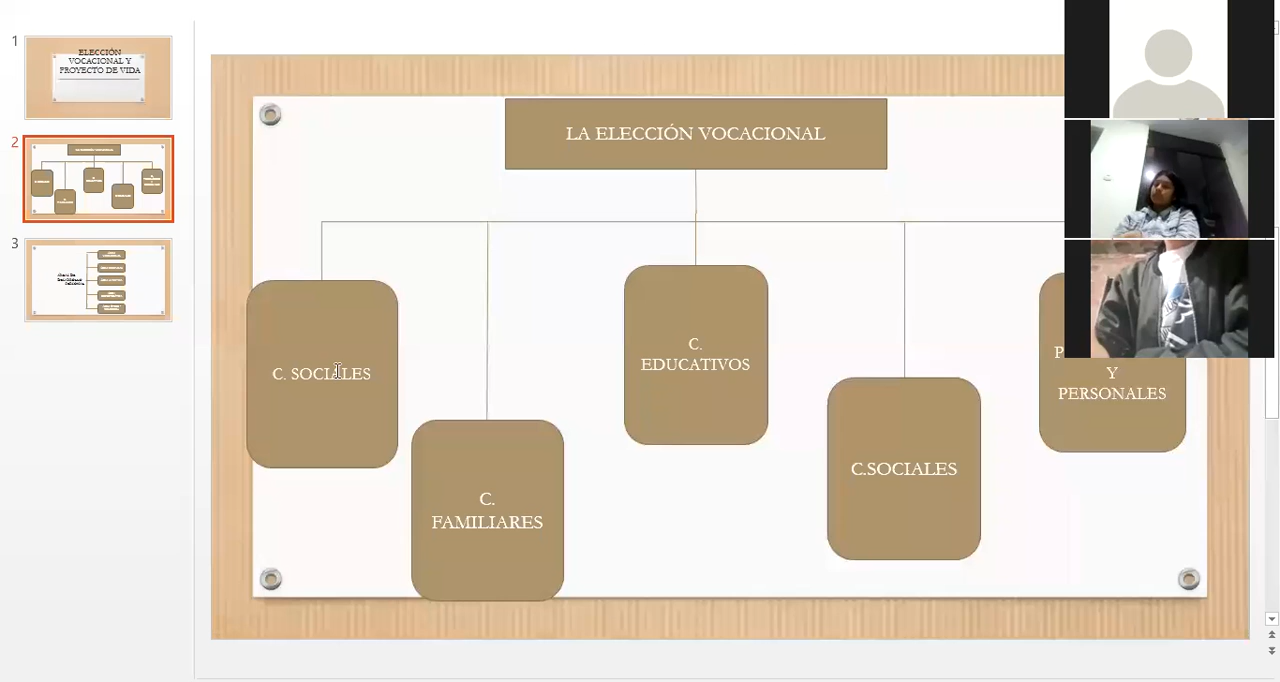 1
ELECCIÓN
VOCACIONAL Y
PROYECTO DE VIDA
2
3
LA ELECCIÓN VOCACIONAL
C. SOCIALES
C.
FAMILIARES
C.
EDUCATIVOS
C.SOCIALES
Y
PERSONALES